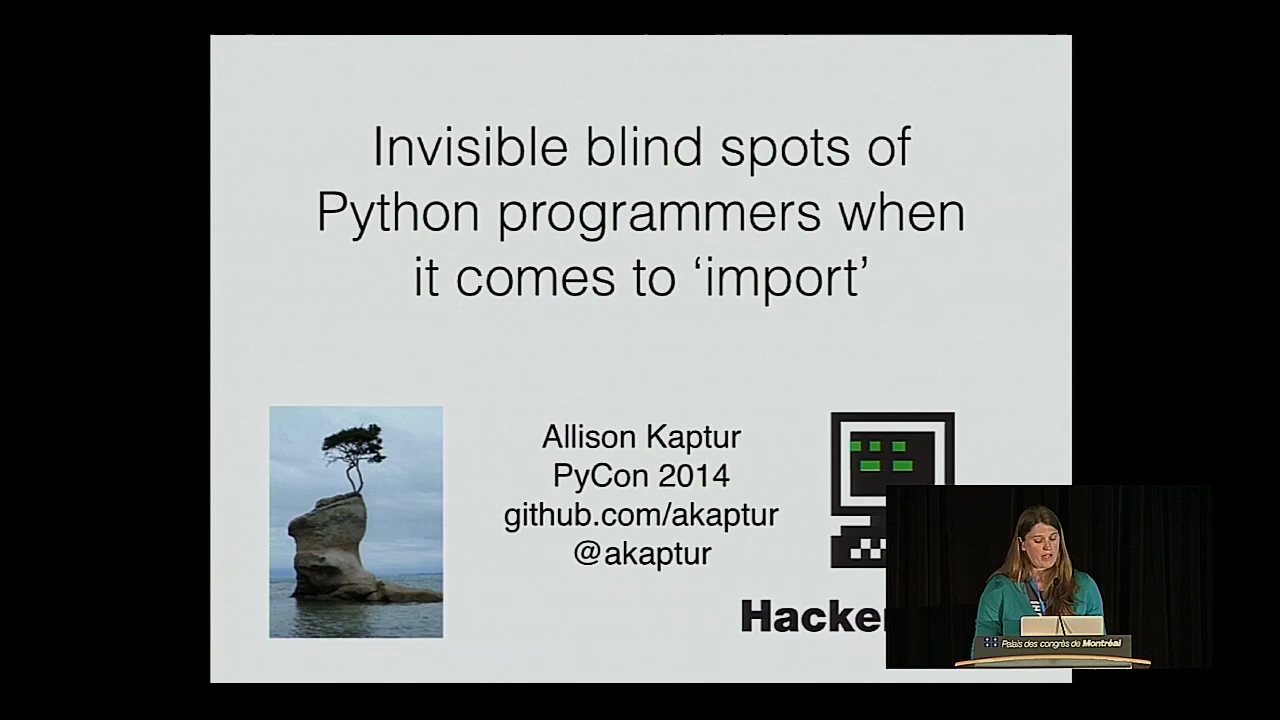 Invisible blind spots of
Python programmers when
it comes to ‘import’
Allison Kaptur
PyCon 2014
github.com/akaptur
@akaptur
Palais des congrès de Montréal